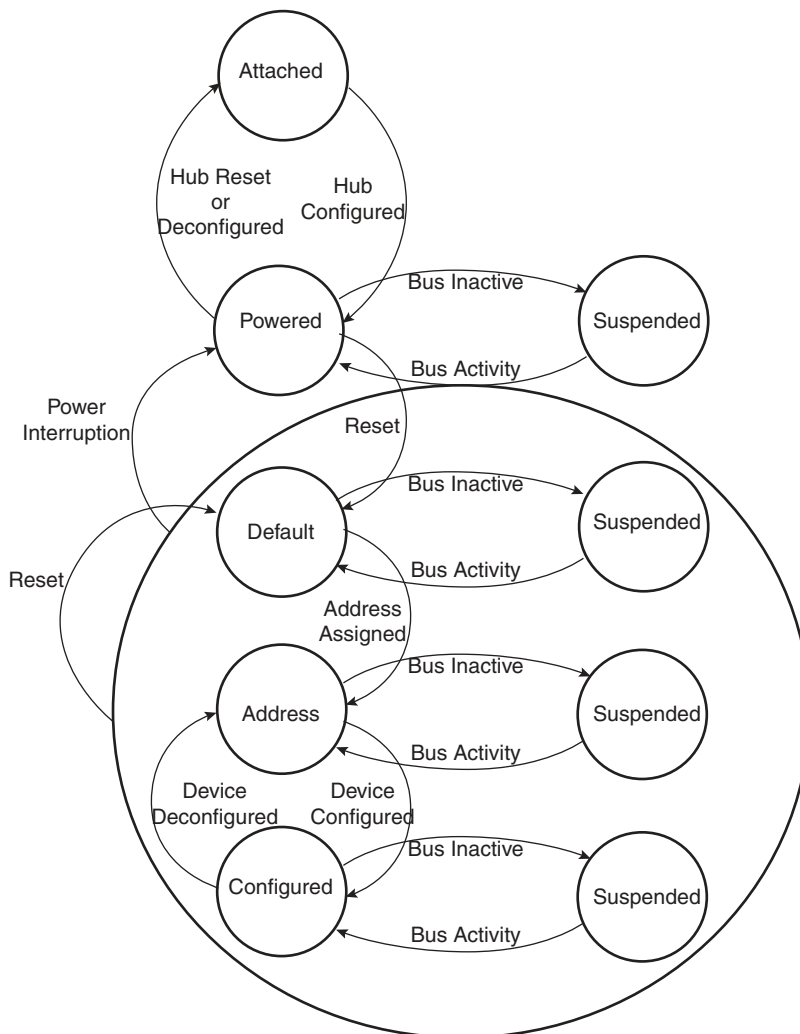 Attached
Hub Reset
or
Deconfigured
Hub
Configured
Powered
Bus Inactive
Suspended
Bus Activity
Power
Interruption
Reset
Default
Bus Inactive
Suspended
Bus Activity
Reset
Address
Assigned
Address
Bus Inactive
Suspended
Bus Activity
Device
Deconfigured
Device
Configured
Configured
Bus Inactive
Suspended
Bus Activity